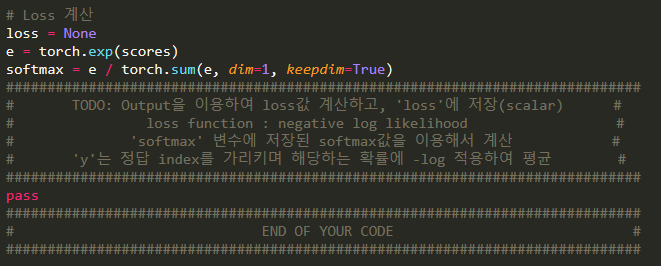 # Loss 계산
loss = None
e = torch.exp(scores)
softmax = e / torch.sum(e, dim=1, keepdim=True)
#############################################################################
# TODO: Output을 이용하여 loss값 계산하고, 'loss'에 저장(scalar) #
# loss function : negative log likelihood #
# 'softmax' 변수에 저장된 softmax값을 이용해서 계산 #
# 'y'는 정답 index를 가리키며 해당하는 확률에 -log 적용하여 평균 #
#############################################################################
pass
#############################################################################
# END OF YOUR CODE #
#############################################################################